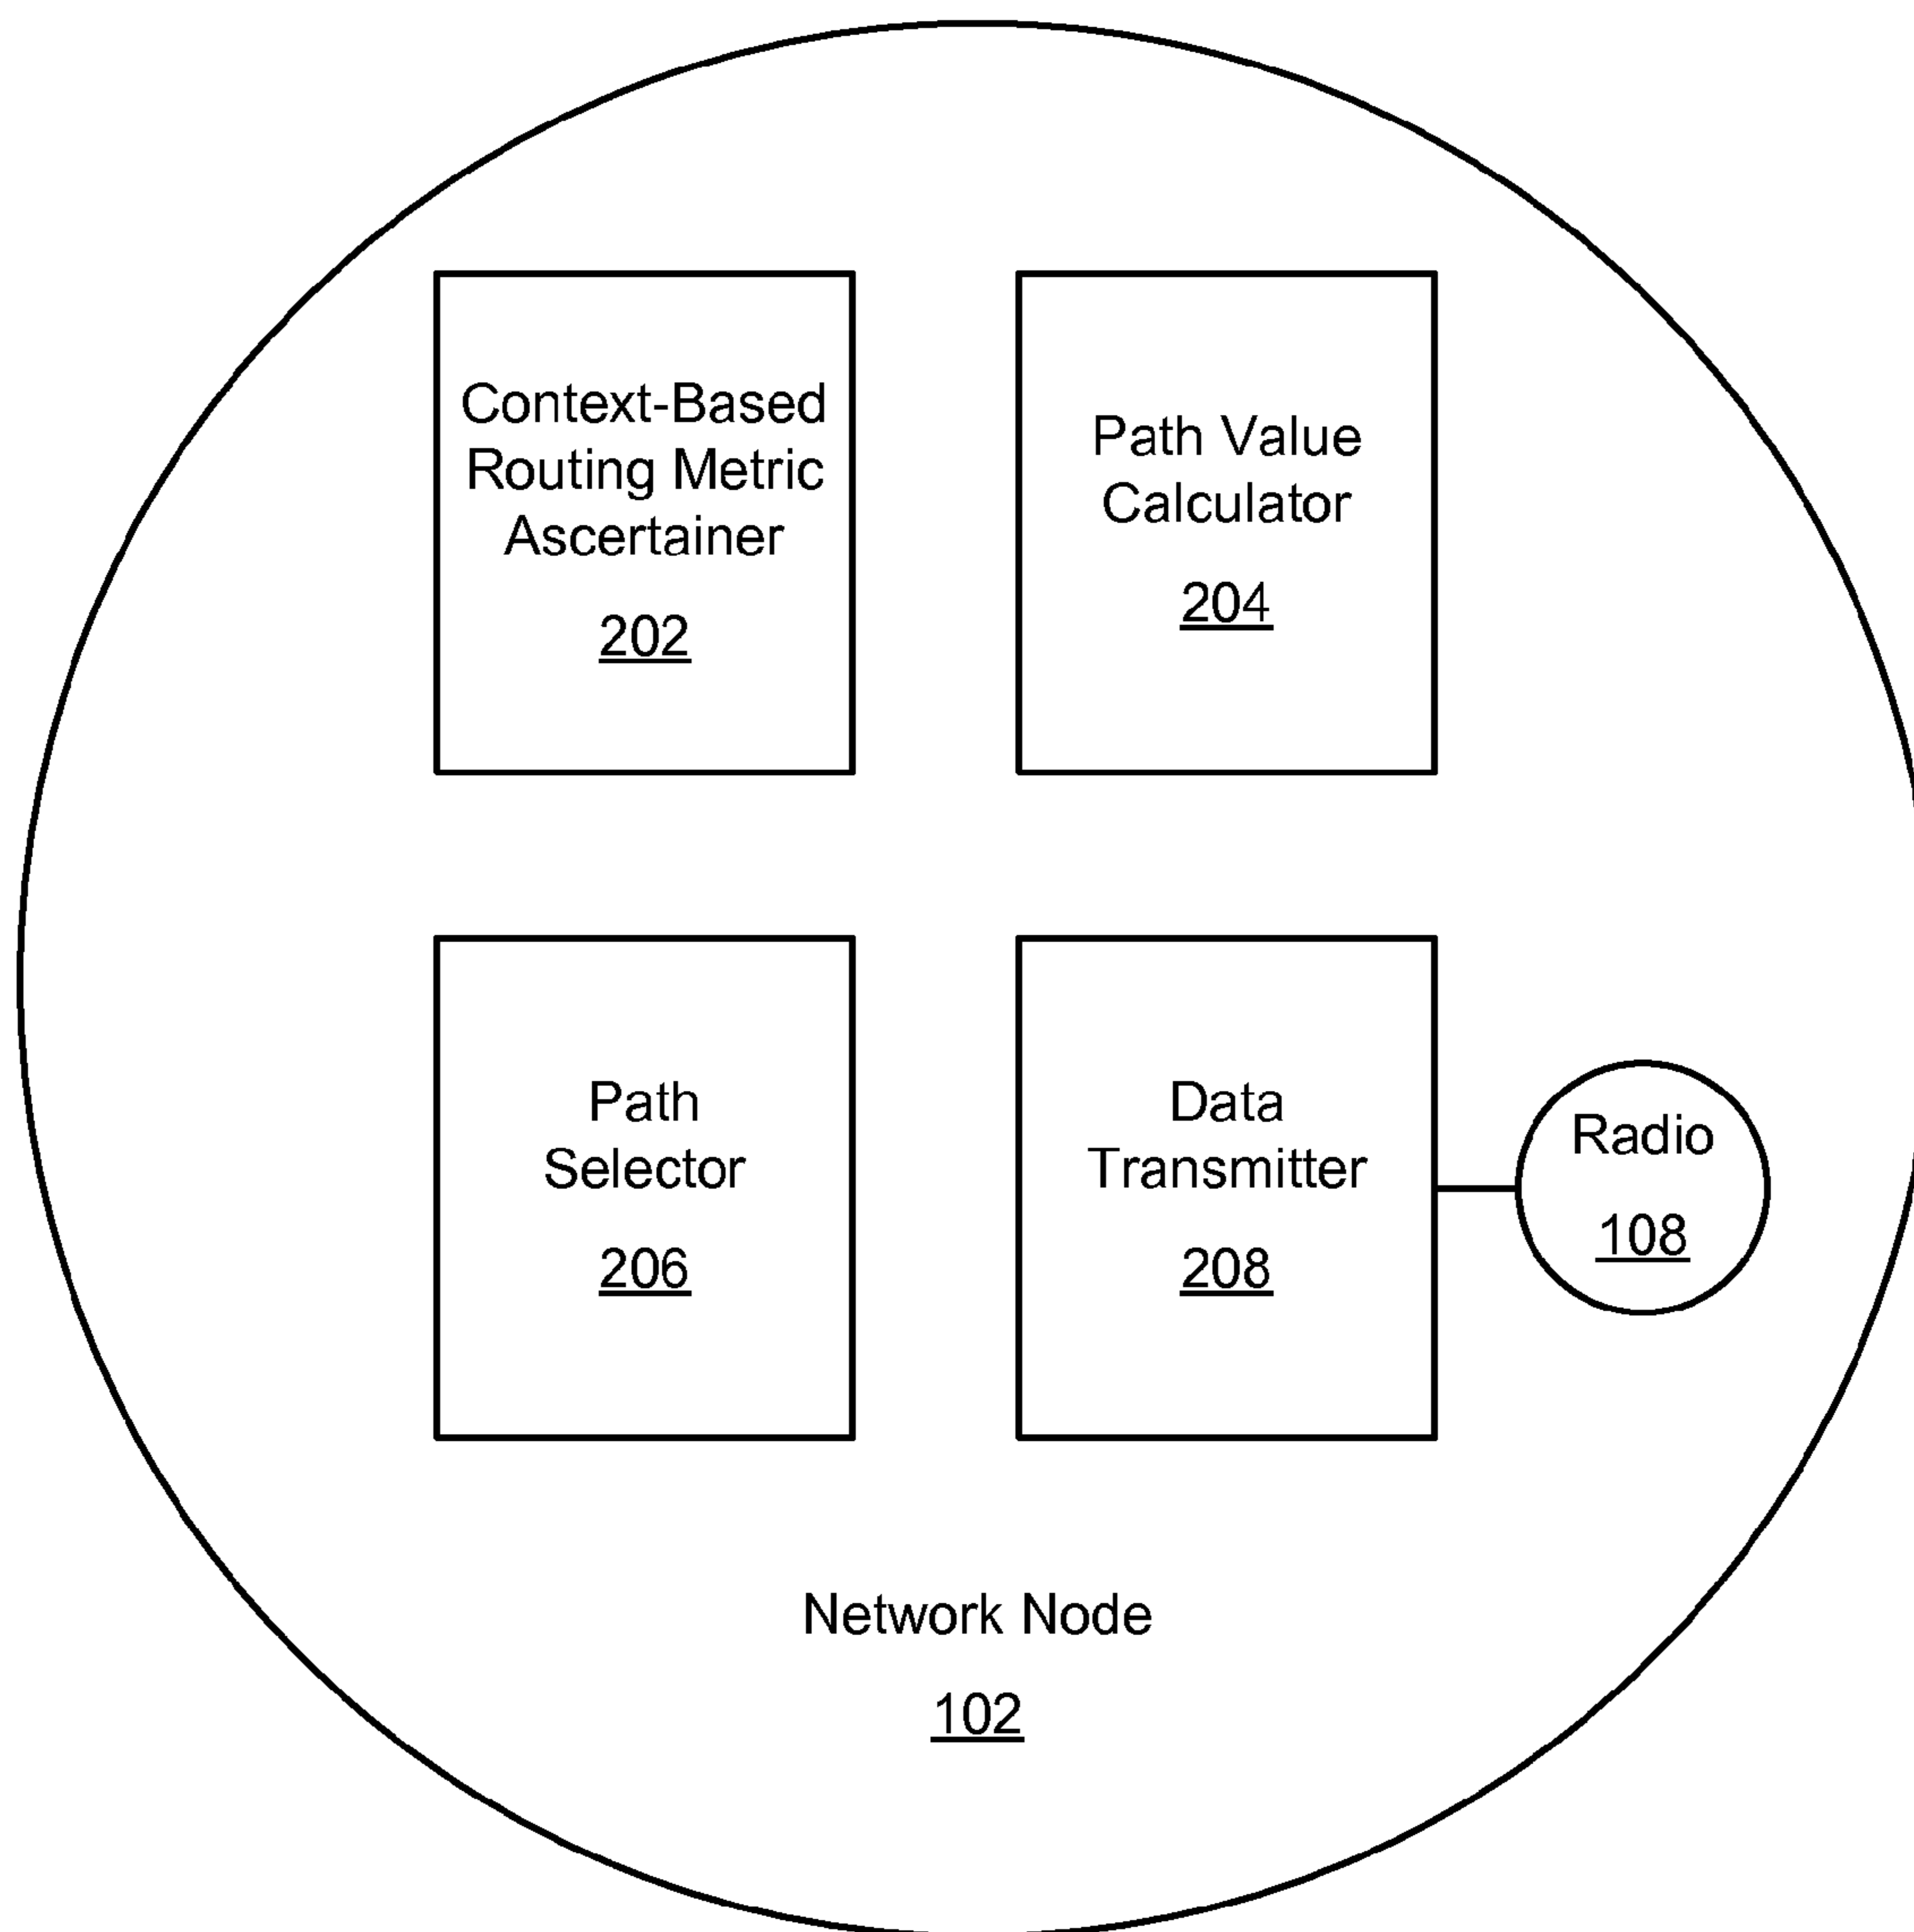 Context-Based
Routing Metric
Ascertainer
202
Path Value
Calculator
204
Path
Selector
206
Data
Transmitter
208
Radio
108
Network Node
102